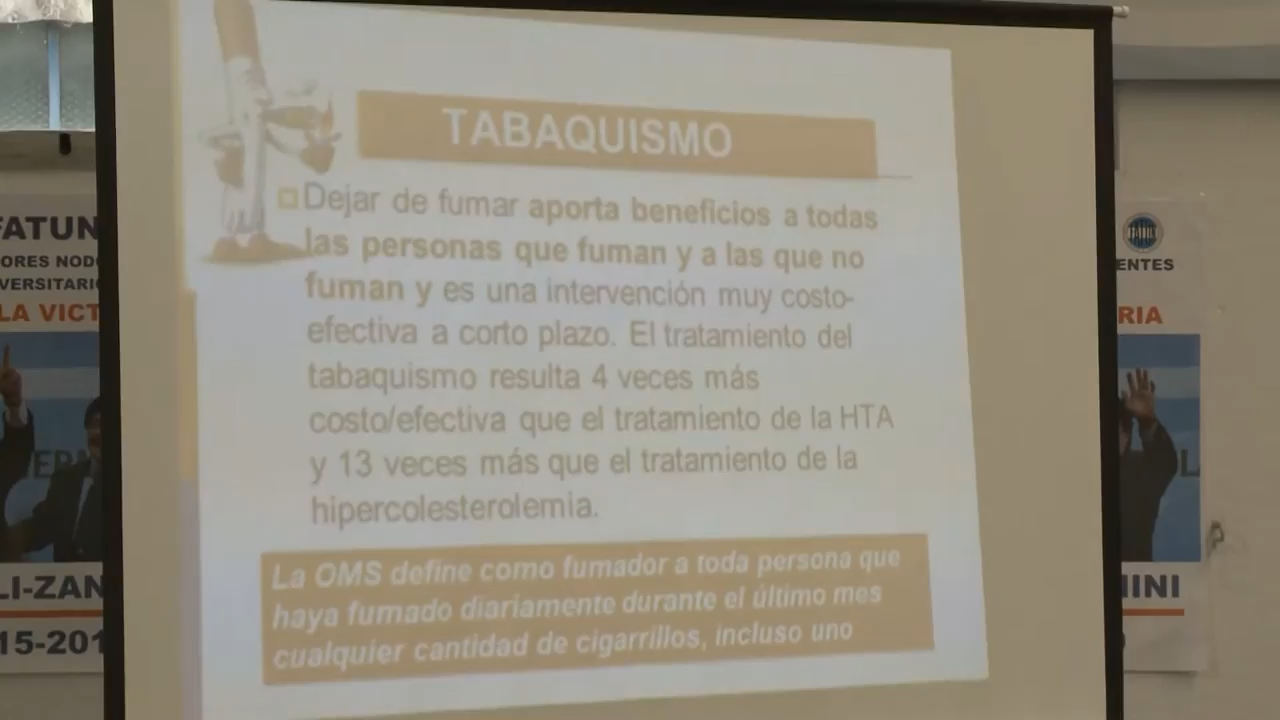 TABAQUISMO
Dejar de fumar aporta beneficios a todas
las personas que fuman y a las que no
fuman y es una intervención muy costo-
efectiva a corto plazo. El tratamiento del
tabaquismo resulta 4 veces más
costo/efectiva que el tratamiento de la HTA
y 13 veces más que el tratamiento de la
hipercolesterolemia.
La OMS define como fumador a toda persona que
haya fumado diariamente durante el último mes
cualquier cantidad de cigarrillos, incluso uno
FATUN
ORES NODO
VERSITARIO
LA VICT
LI-ZAN
15-201
ENTES
RIA
NINI